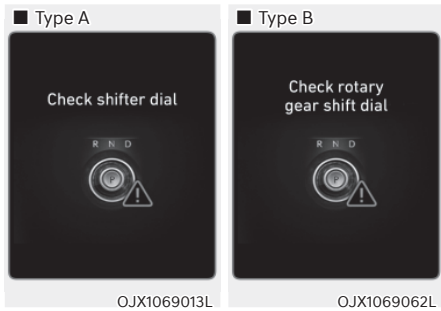 ■ Type A
■ Type B
Check shifter dial
R N D
P
OJX1069013L
Check rotary
gear shift dial
R N D
P
OJX1069062L